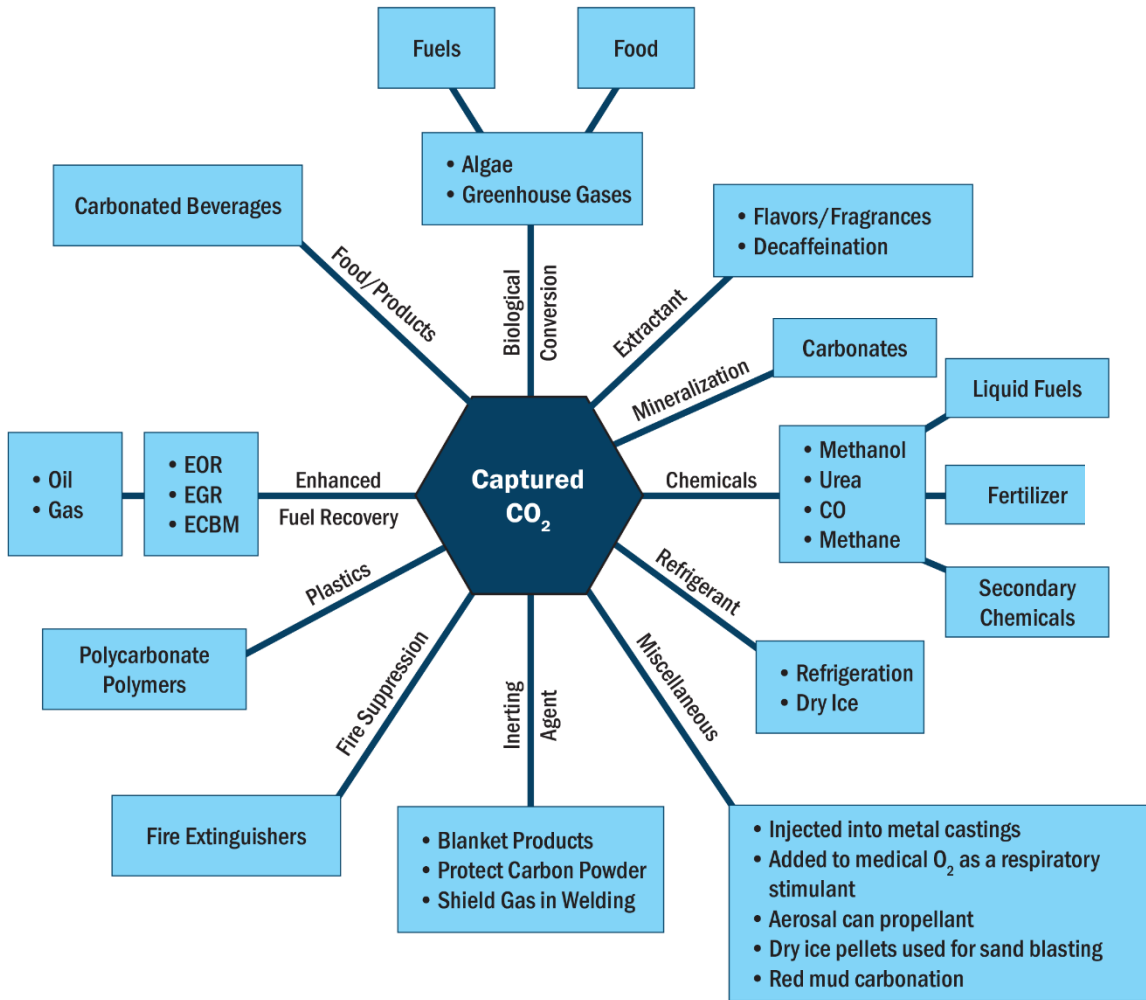 Fuels
Food
• Algae
• Greenhouse Gases
Carbonated Beverages
• Flavors/Fragrances
• Decaffeination
Food/Products
Biological
Conversion
Extractant
Mineralization
Carbonates
Liquid Fuels
• Oil
• Gas
• EOR
• EGR
• ECBM
Enhanced
Fuel Recovery
Captured
CO₂
Chemicals
• Methanol
• Urea
• CO
• Methane
Fertilizer
Secondary
Chemicals
Plastics
Polycarbonate
Polymers
Refrigerant
• Refrigeration
• Dry Ice
Fire Suppression
Fire Extinguishers
Inerting
Agent
• Blanket Products
• Protect Carbon Powder
• Shield Gas in Welding
Miscellaneous
• Injected into metal castings
• Added to medical O₂ as a respiratory
stimulant
• Aerosal can propellant
• Dry ice pellets used for sand blasting
• Red mud carbonation